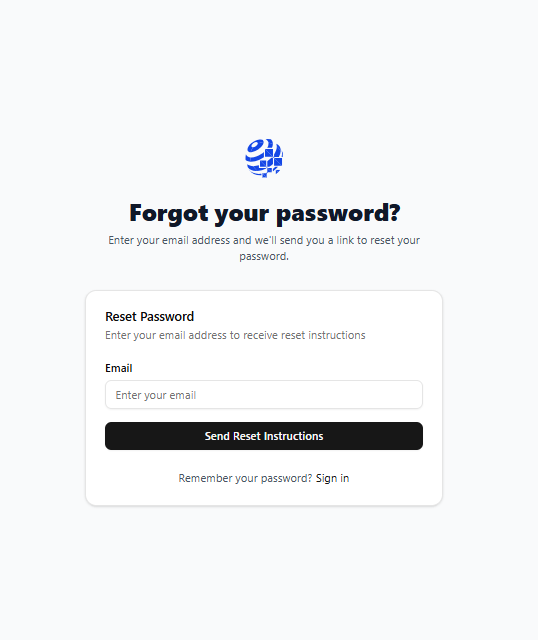 Forgot your password?
Enter your email address and we'll send you a link to reset your
password.
Reset Password
Enter your email address to receive reset instructions
Email
Enter your email
Send Reset Instructions
Remember your password? Sign in